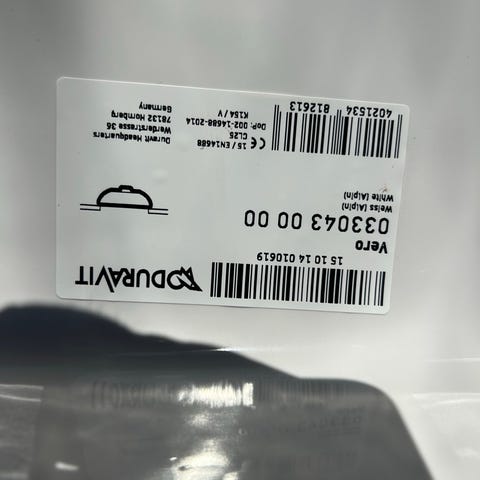 DURAVIT
15 10 14 010619
Vero
033043 00 00
Weiss (Alpin)
White (Alpin)
Duravit Headquarters
Werderstrasse 36
78132 Hornberg
Germany
15 / EN14688
CL25
DoP: 002-14688-2014
K154 / V
CE
4021534 812613